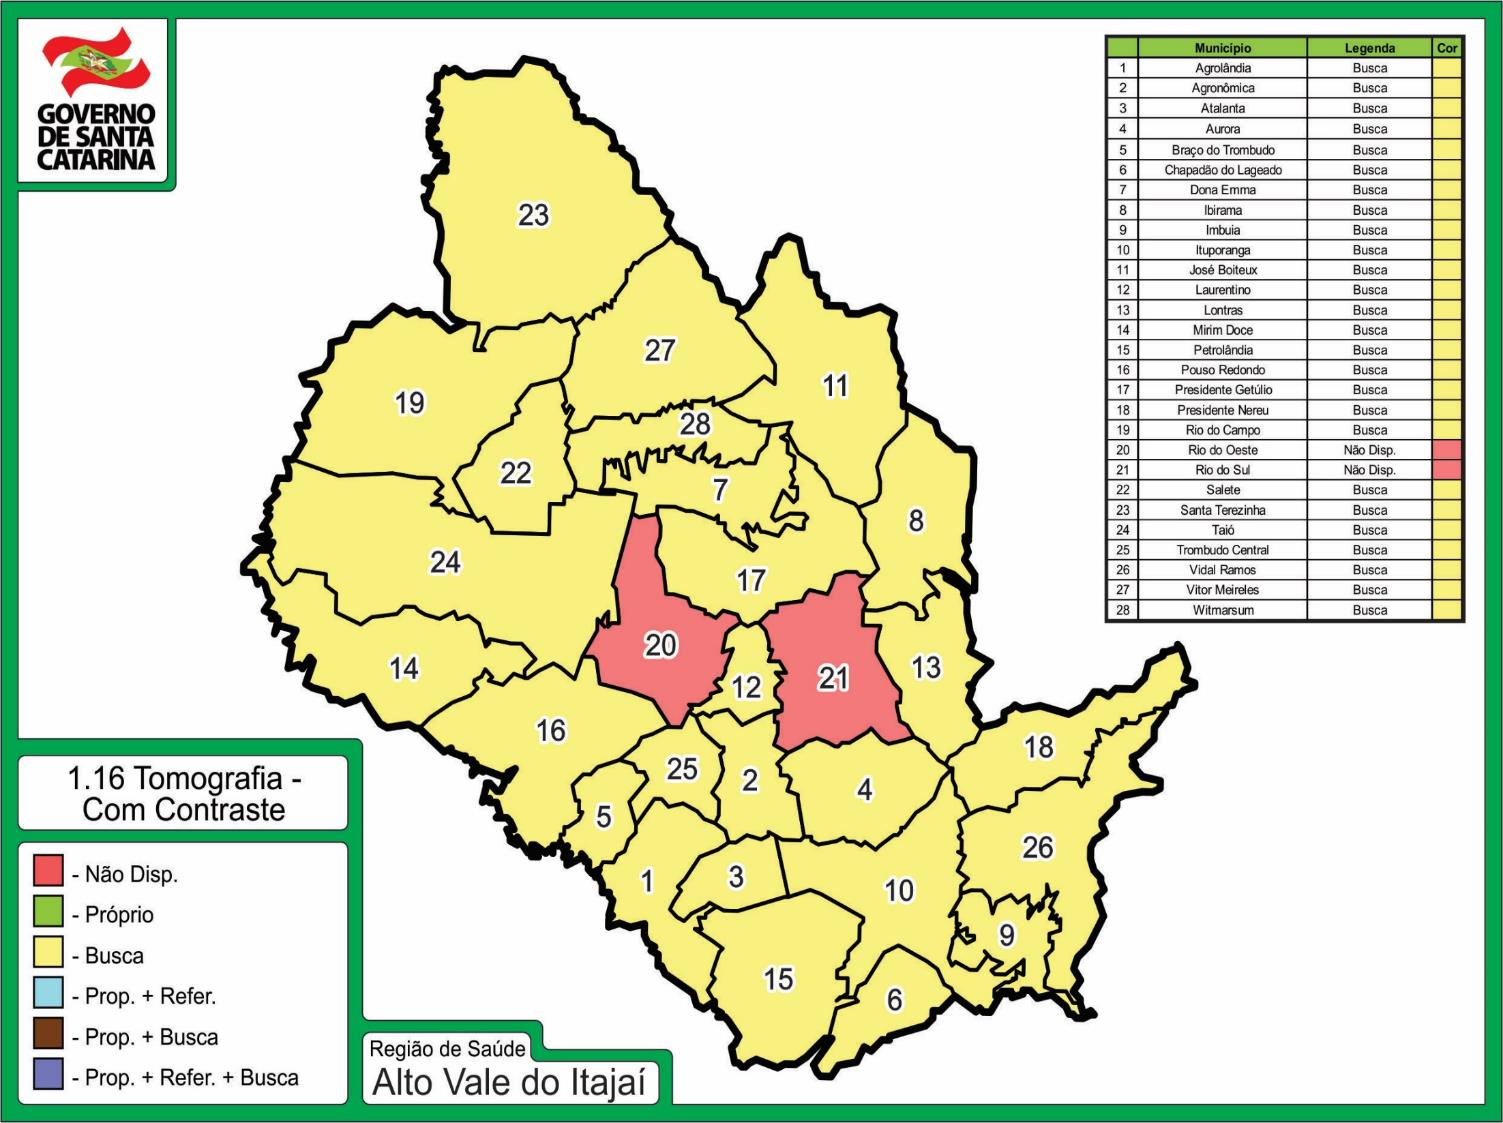 GOVERNO
DE SANTA
CATARINA
Município Legenda Cor
1 Agrolândia Busca
2 Agronômica Busca
3 Atalanta Busca
4 Aurora Busca
5 Braço do Trombudo Busca
6 Chapadão do Lageado Busca
7 Dona Emma Busca
8 Ibirama Busca
9 Imbuia Busca
10 Ituporanga Busca
11 José Boiteux Busca
12 Laurentino Busca
13 Lontras Busca
14 Mirim Doce Busca
15 Petrolândia Busca
16 Pouso Redondo Busca
17 Presidente Getúlio Busca
18 Presidente Nereu Busca
19 Rio do Campo Busca
20 Rio do Oeste Não Disp.
21 Rio do Sul Não Disp.
22 Salete Busca
23 Santa Terezinha Busca
24 Taió Busca
25 Trombudo Central Busca
26 Vidal Ramos Busca
27 Vitor Meireles Busca
28 Witmarsum Busca
23
27
11
19
28
22
7
8
24
17
20
14
21
13
12
16
18
25
2
4
5
26
1
3
10
9
15
6
1.16 Tomografia -
Com Contraste
- Não Disp.
- Próprio
- Busca
- Prop. + Refer.
- Prop. + Busca
- Prop. + Refer. + Busca
Região de Saúde
Alto Vale do Itajaí